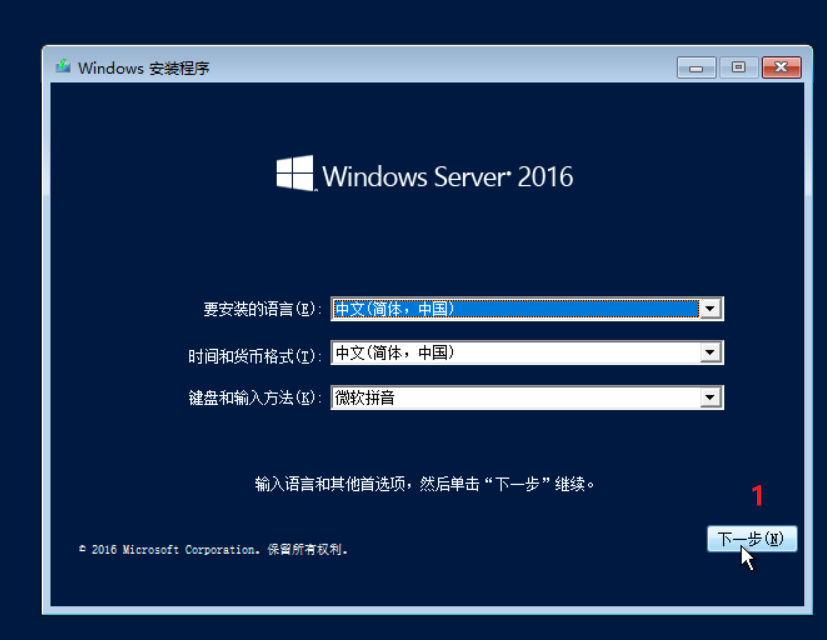 Windows 安装程序
Windows Server 2016
要安装的语言(E): 中文(简体，中国)
时间和货币格式(T): 中文(简体，中国)
键盘和输入方法(K): 微软拼音
输入语言和其他首选项，然后单击“下一步”继续。
1
下一步(N)
© 2016 Microsoft Corporation. 保留所有权利.